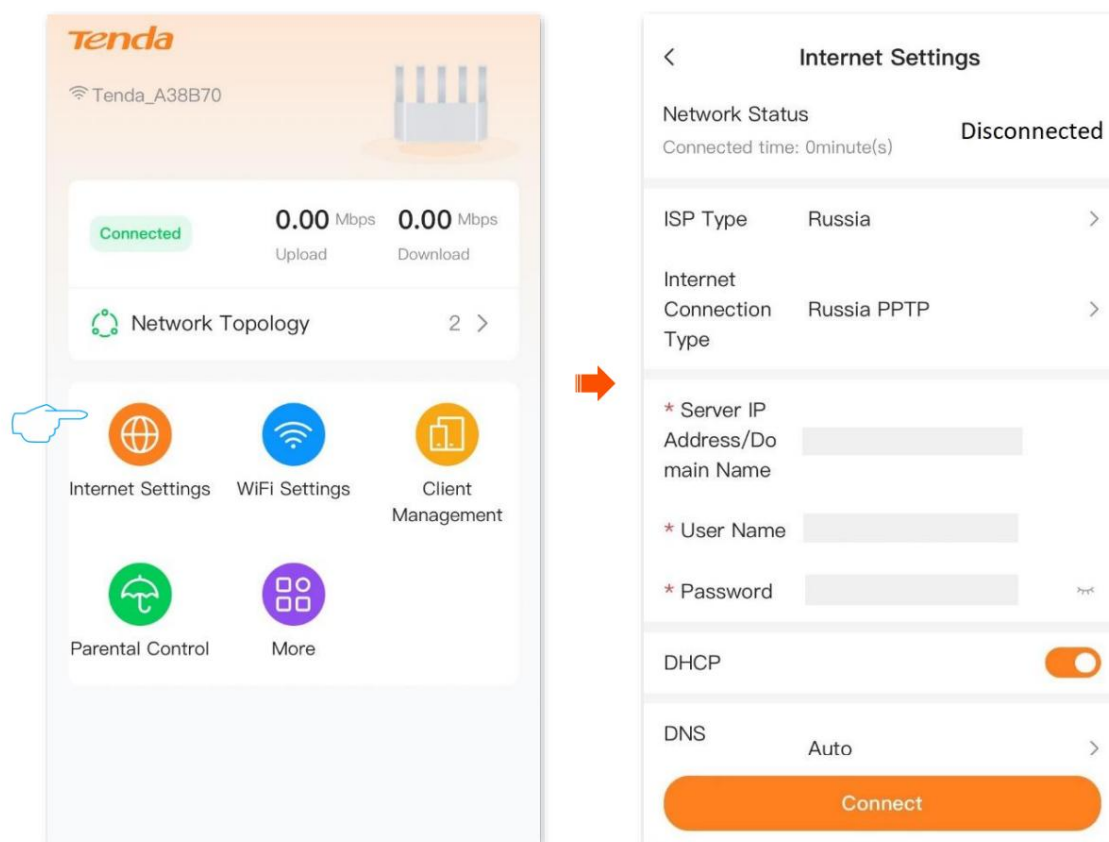 Tenda
Tenda_A38B70
Connected
0.00 Mbps 0.00 Mbps
Upload Download
Network Topology 2
Internet Settings WiFi Settings Client
Management
Parental Control More
Internet Settings
Network Status
Disconnected
Connected time: 0minute(s)
ISP Type Russia
Internet
Connection Russia PPTP
Type
* Server IP
Address/Do
main Name
* User Name
* Password
DHCP
DNS
Auto
Connect